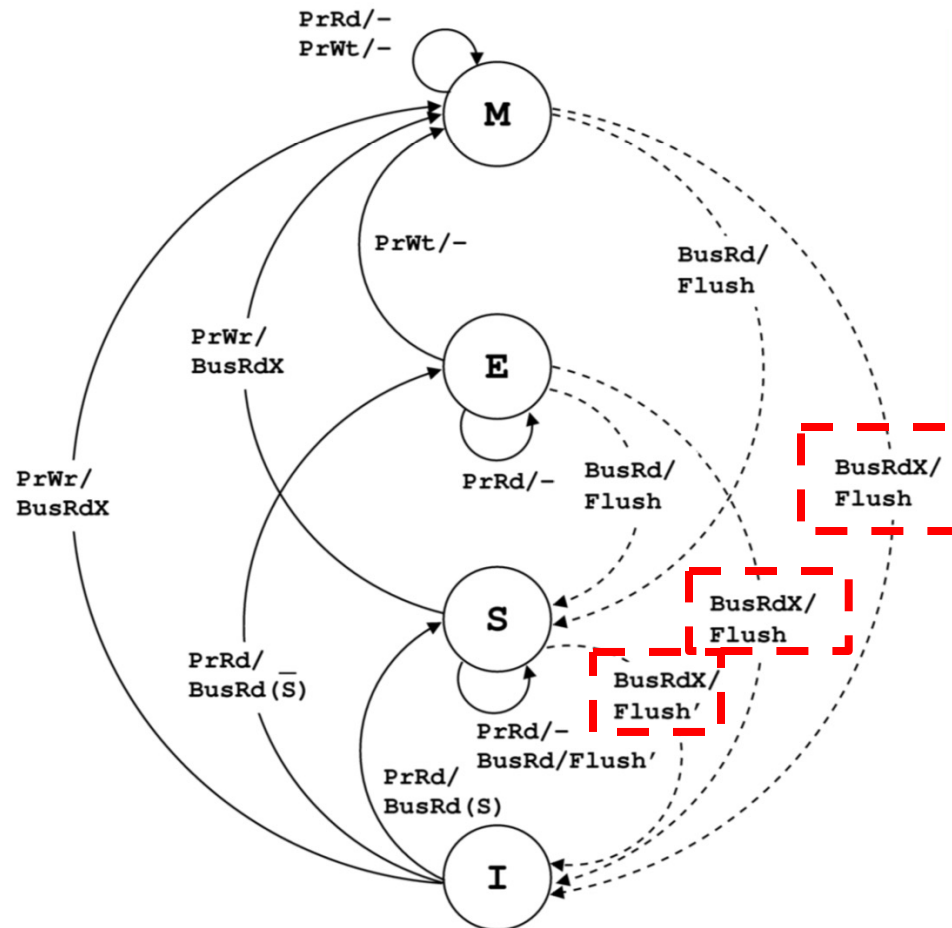 PrRd/-
PrWt/-
M
PrWt/-
BusRd/
Flush
PrWr/
BusRdX
E
PrRd/-
BusRd/
Flush
BusRdX/
Flush
PrWr/
BusRdX
BusRdX/
Flush
S
BusRdX/
Flush'
PrRd/
BusRd(S̅)
PrRd/-
BusRd/Flush'
PrRd/
BusRd(S)
I